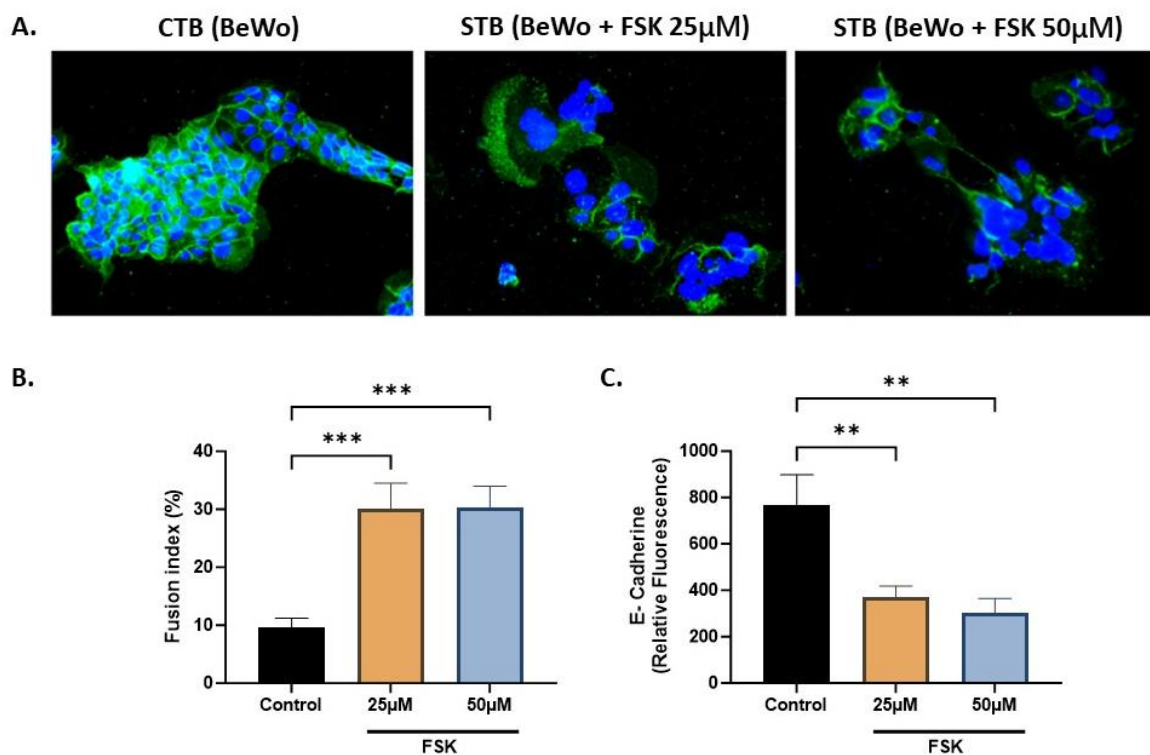 A.
CTB (BeWo)
STB (BeWo + FSK 25µM)
STB (BeWo + FSK 50µM)
B.
***
***
Fusion index (%)
40
30
20
10
0
Control
25µM
50µM
FSK
C.
**
**
E- Cadherine
(Relative Fluorescence)
1000
800
600
400
200
0
Control
25µM
50µM
FSK